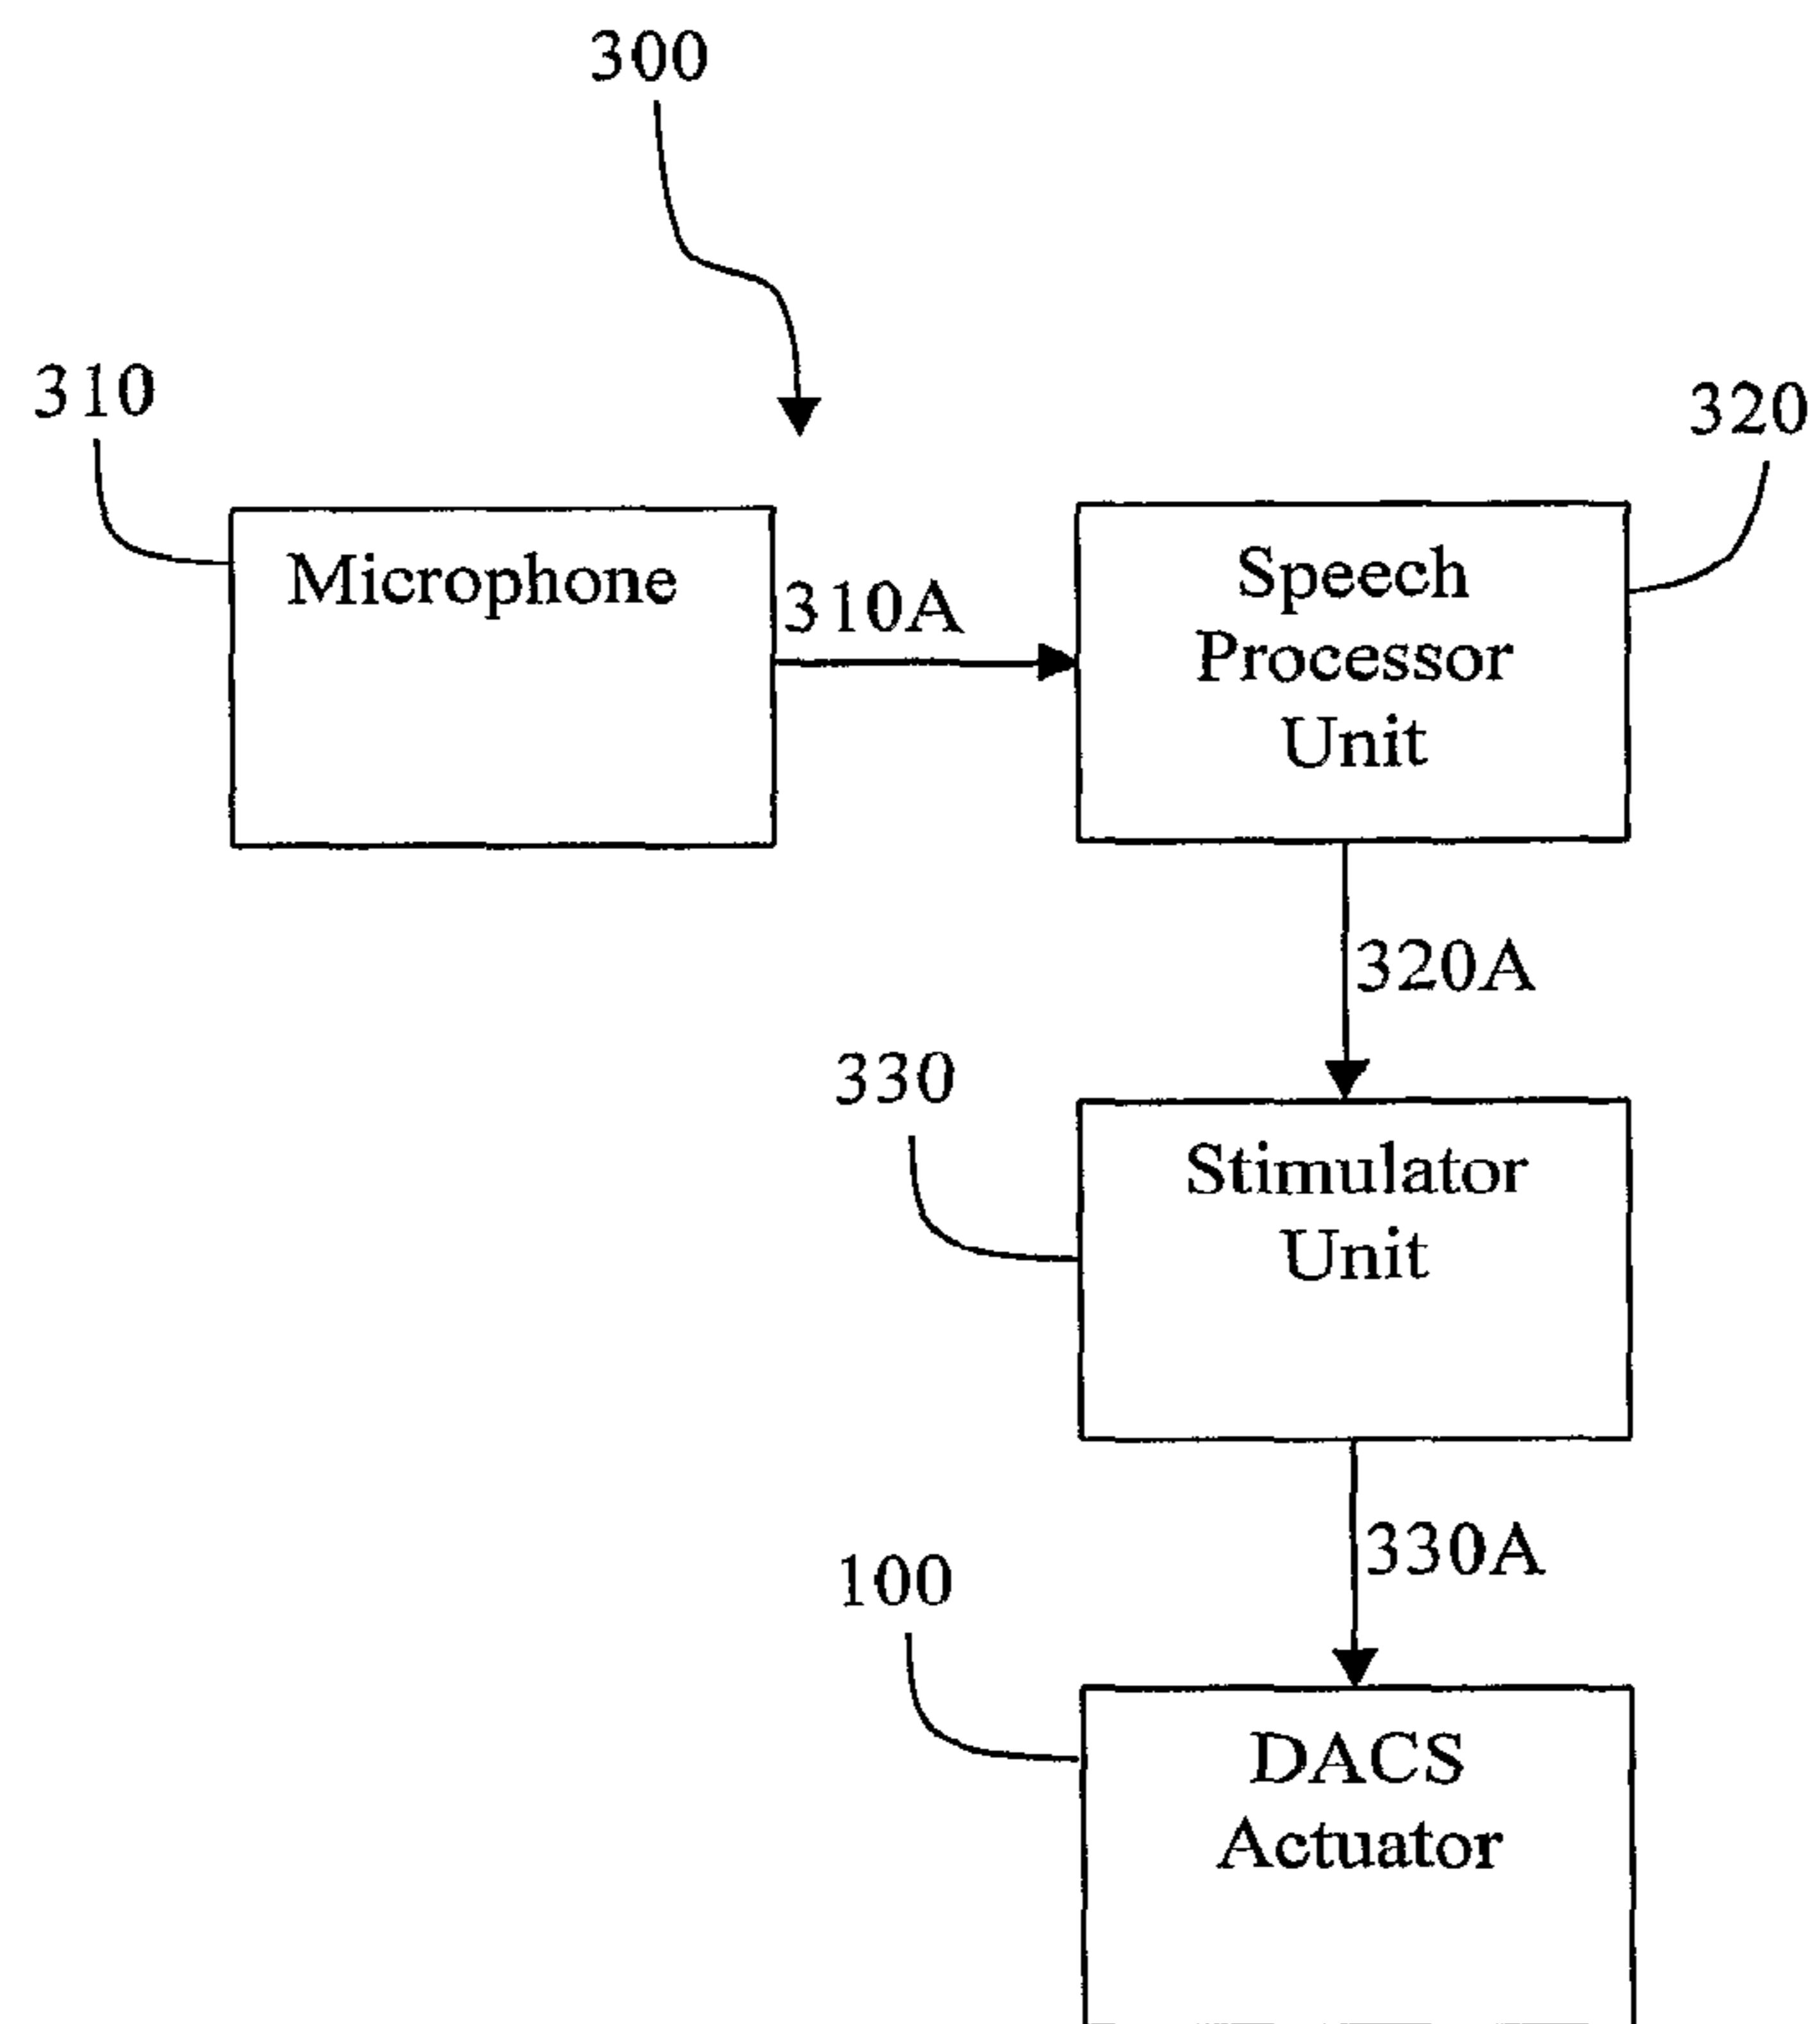 300
310
320
Microphone
310A
Speech
Processor
Unit
320A
330
Stimulator
Unit
330A
100
DACS
Actuator